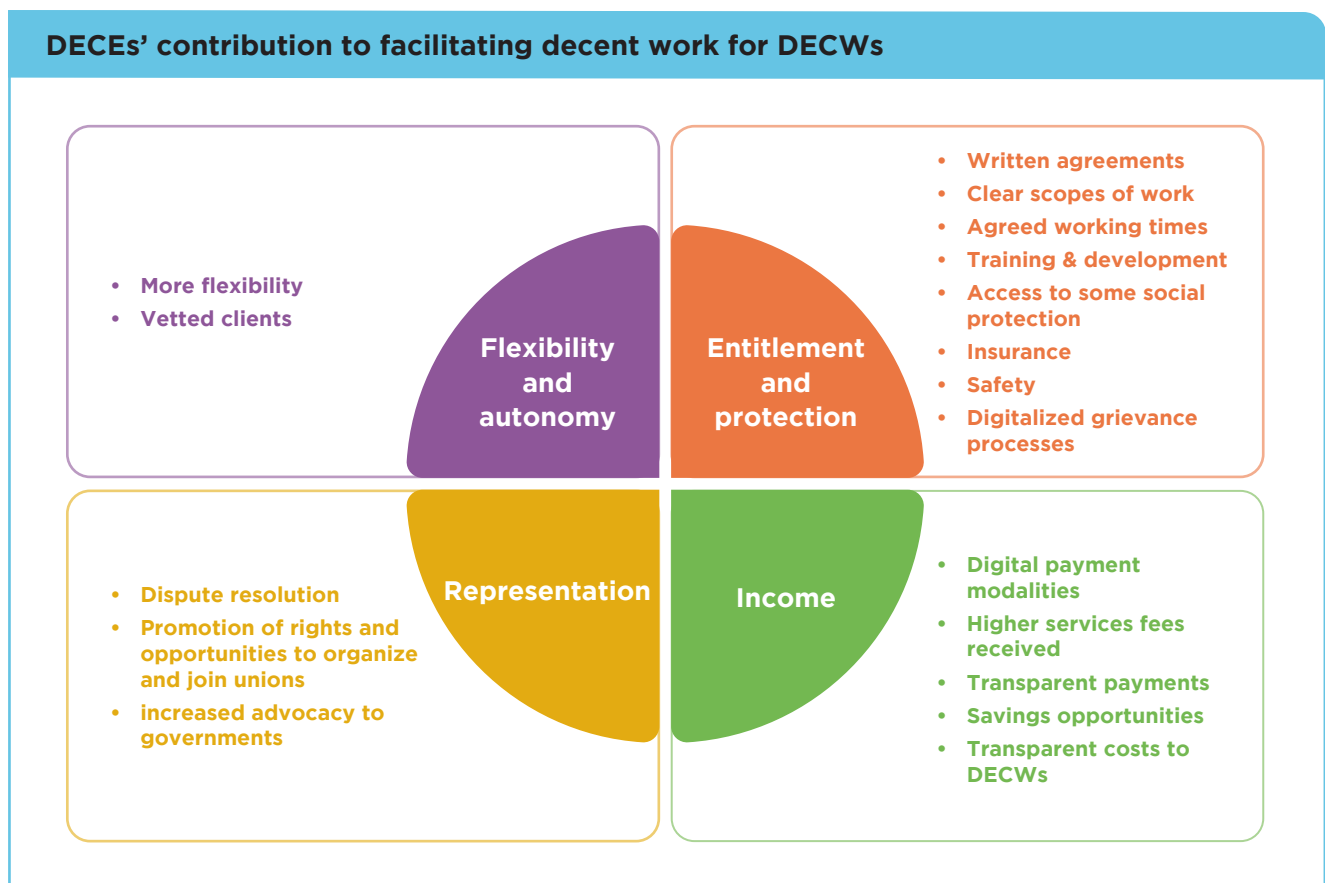 DECEs’ contribution to facilitating decent work for DECWs
• More flexibility
• Vetted clients
Flexibility
and
autonomy
Entitlement
and
protection
• Written agreements
• Clear scopes of work
• Agreed working times
• Training & development
• Access to some social
protection
• Insurance
• Safety
• Digitalized grievance
processes
• Dispute resolution
• Promotion of rights and
opportunities to organize
and join unions
• increased advocacy to
governments
Representation
Income
• Digital payment
modalities
• Higher services fees
received
• Transparent payments
• Savings opportunities
• Transparent costs to
DECWs